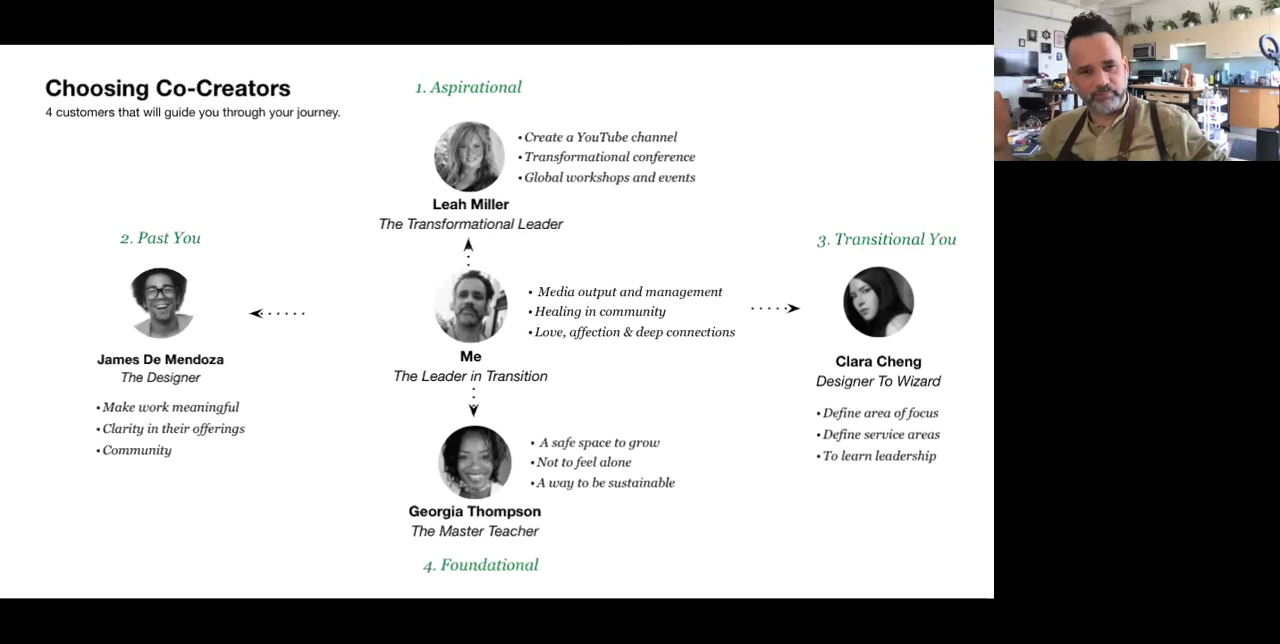 Choosing Co-Creators
4 customers that will guide you through your journey.
1. Aspirational
• Create a YouTube channel
• Transformational conference
• Global workshops and events
Leah Miller
The Transformational Leader
2. Past You
James De Mendoza
The Designer
• Make work meaningful
• Clarity in their offerings
• Community
• Media output and management
• Healing in community
• Love, affection & deep connections
Me
The Leader in Transition
3. Transitional You
Clara Cheng
Designer To Wizard
• Define area of focus
• Define service areas
• To learn leadership
• A safe space to grow
• Not to feel alone
• A way to be sustainable
Georgia Thompson
The Master Teacher
4. Foundational